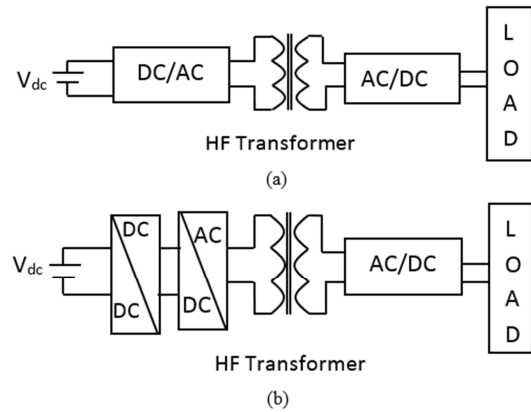 Vdc
DC/AC
AC/DC
L
O
A
D
HF Transformer
(a)
Vdc
DC
DC
AC
DC
AC/DC
L
O
A
D
HF Transformer
(b)